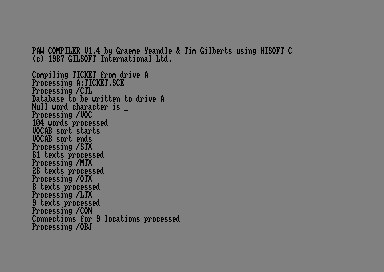 PAW COMPILER V1.4 by Graeme Yeandle & Tim Gilberts using HISOFT C
(c) 1987 GILSOFT International Ltd.
Compiling TICKET from drive A
Processing A:TICKET.SCE
Processing /CTL
Database to be written to drive A
Null word character is _
Processing /VOC
104 words processed
VOCAB sort starts
VOCAB sort ends
Processing /STX
61 texts processed
Processing /MTX
26 texts processed
Processing /OTX
8 texts processed
Processing /LTX
9 texts processed
Processing /CON
Connections for 9 locations processed
Processing /OBJ